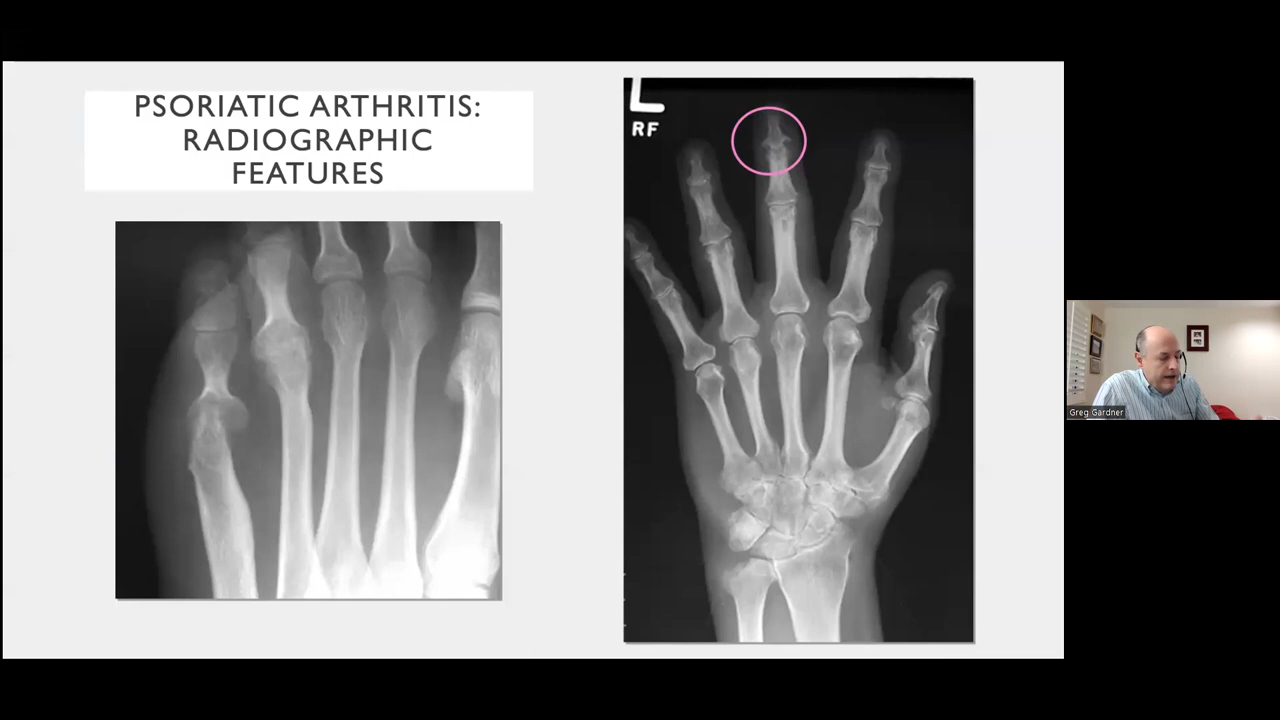 PSORIATIC ARTHRITIS:
RADIOGRAPHIC
FEATURES
L
RF
Greg Gardner